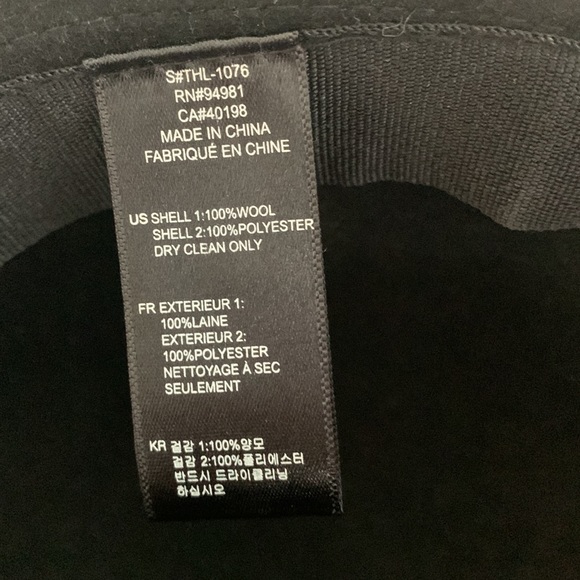 S#THL-1076
RN#94981
CA#40198
MADE IN CHINA
FABRIQUÉ EN CHINE
US SHELL 1:100%WOOL
SHELL 2:100%POLYESTER
DRY CLEAN ONLY
FR EXTERIEUR 1:
100%LAINE
EXTERIEUR 2:
100%POLYESTER
NETTOYAGE À SEC
SEULEMENT
KR 겉감 1:100%양모
겉감 2:100%폴리에스터
반드시 드라이클리닝
하십시오